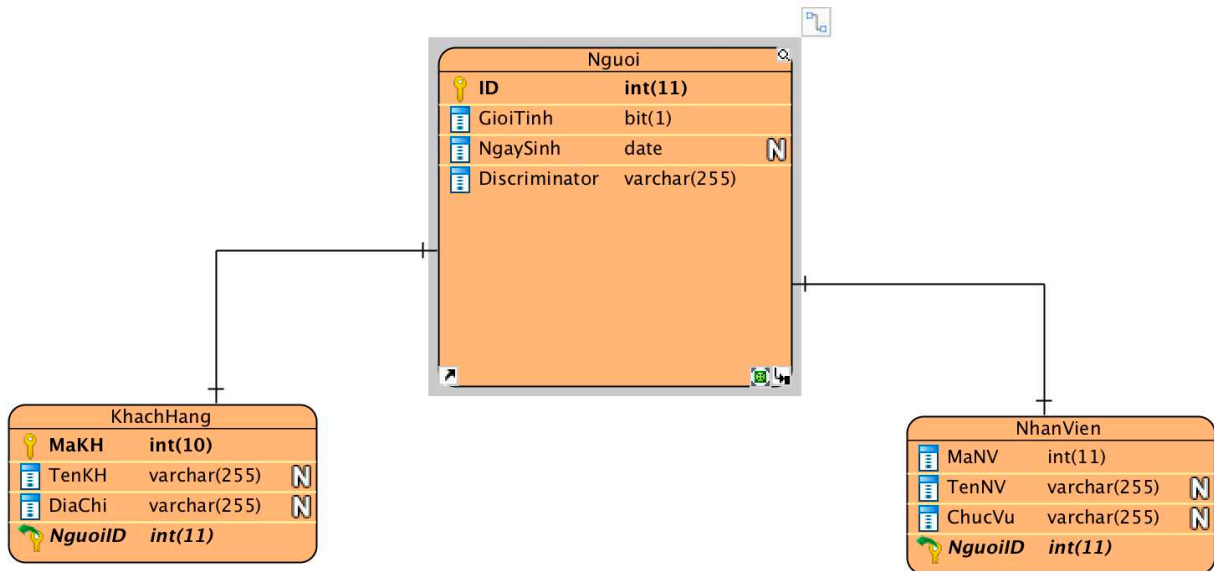 Nguoi
ID int(11)
GioiTinh bit(1)
NgaySinh date N
Discriminator varchar(255)
KhachHang
MaKH int(10)
TenKH varchar(255) N
DiaChi varchar(255) N
NguoiID int(11)
NhanVien
MaNV int(11)
TenNV varchar(255) N
ChucVu varchar(255) N
NguoiID int(11)